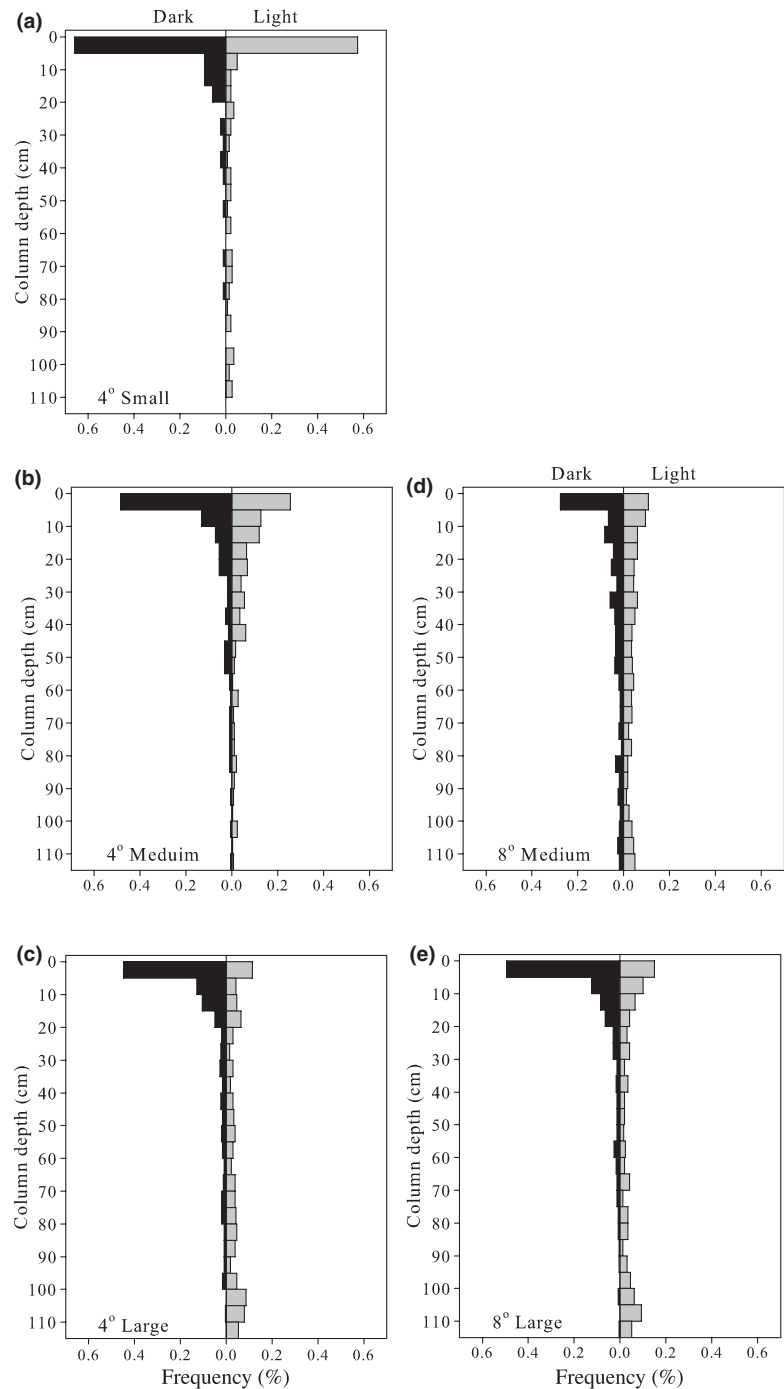 (a)
Dark Light
0
10
20
30
40
50
60
70
80
90
100
110
Column depth (cm)
4° Small
0.6 0.4 0.2 0.0 0.2 0.4 0.6
(b)
0
10
20
30
40
50
60
70
80
90
100
110
Column depth (cm)
4° Meduim
0.6 0.4 0.2 0.0 0.2 0.4 0.6
(d)
Dark Light
0
10
20
30
40
50
60
70
80
90
100
110
Column depth (cm)
8° Medium
0.6 0.4 0.2 0.0 0.2 0.4 0.6
(c)
0
10
20
30
40
50
60
70
80
90
100
110
Column depth (cm)
4° Large
0.6 0.4 0.2 0.0 0.2 0.4 0.6
Frequency (%)
(e)
0
10
20
30
40
50
60
70
80
90
100
110
Column depth (cm)
8° Large
0.6 0.4 0.2 0.0 0.2 0.4 0.6
Frequency (%)